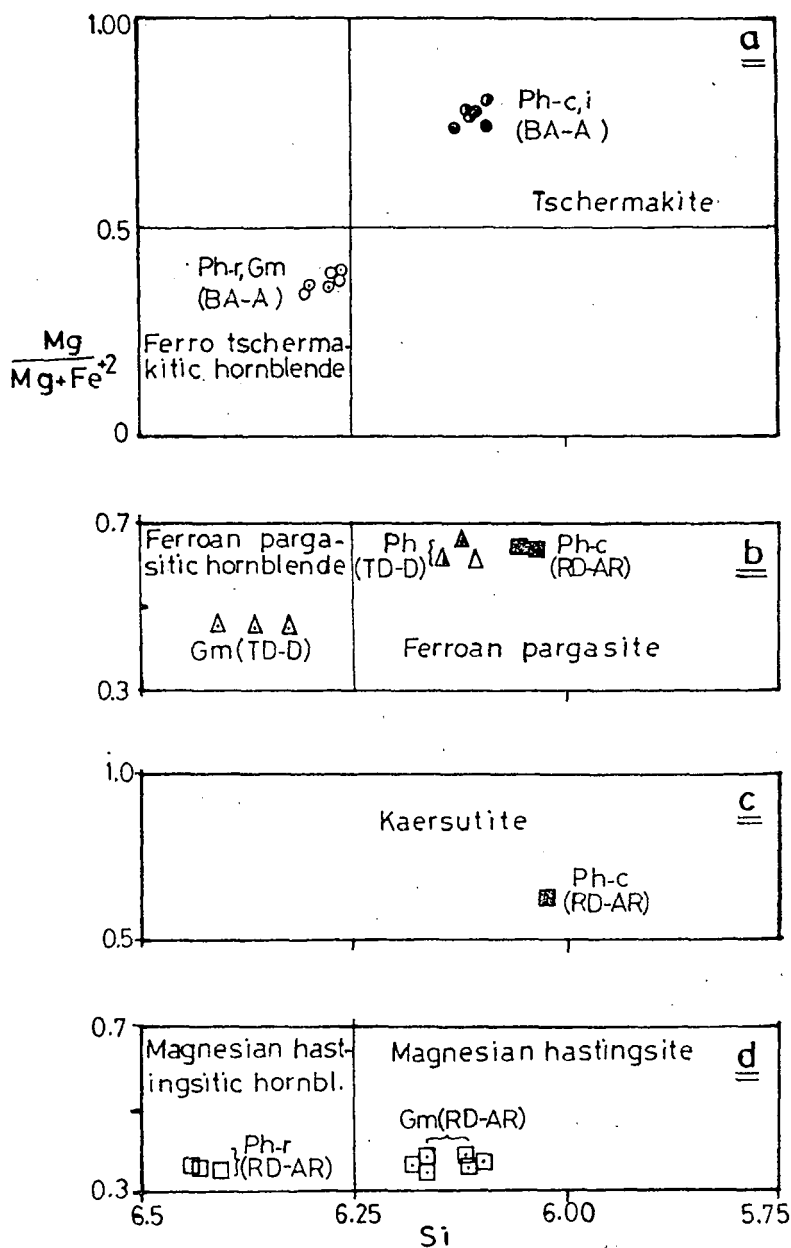 1.00
a
Ph-c,i
(BA-A)
Tschermakite
0.5
Ph-r,Gm
(BA-A)
Mg
Mg+Fe+2
Ferro tscherma-
kitic hornblende
0
0.7
Ferroan parga-
sitic hornblende
Ph
(TD-D)
Ph-c
(RD-AR)
b
Gm(TD-D)
Ferroan pargasite
0.3
1.0
c
Kaersutite
Ph-c
(RD-AR)
0.5
0.7
Magnesian hast-
ingsitic hornbl.
Magnesian hastingsite
d
Gm(RD-AR)
Ph-r
(RD-AR)
0.3
6.5
6.25
6.00
5.75
Si